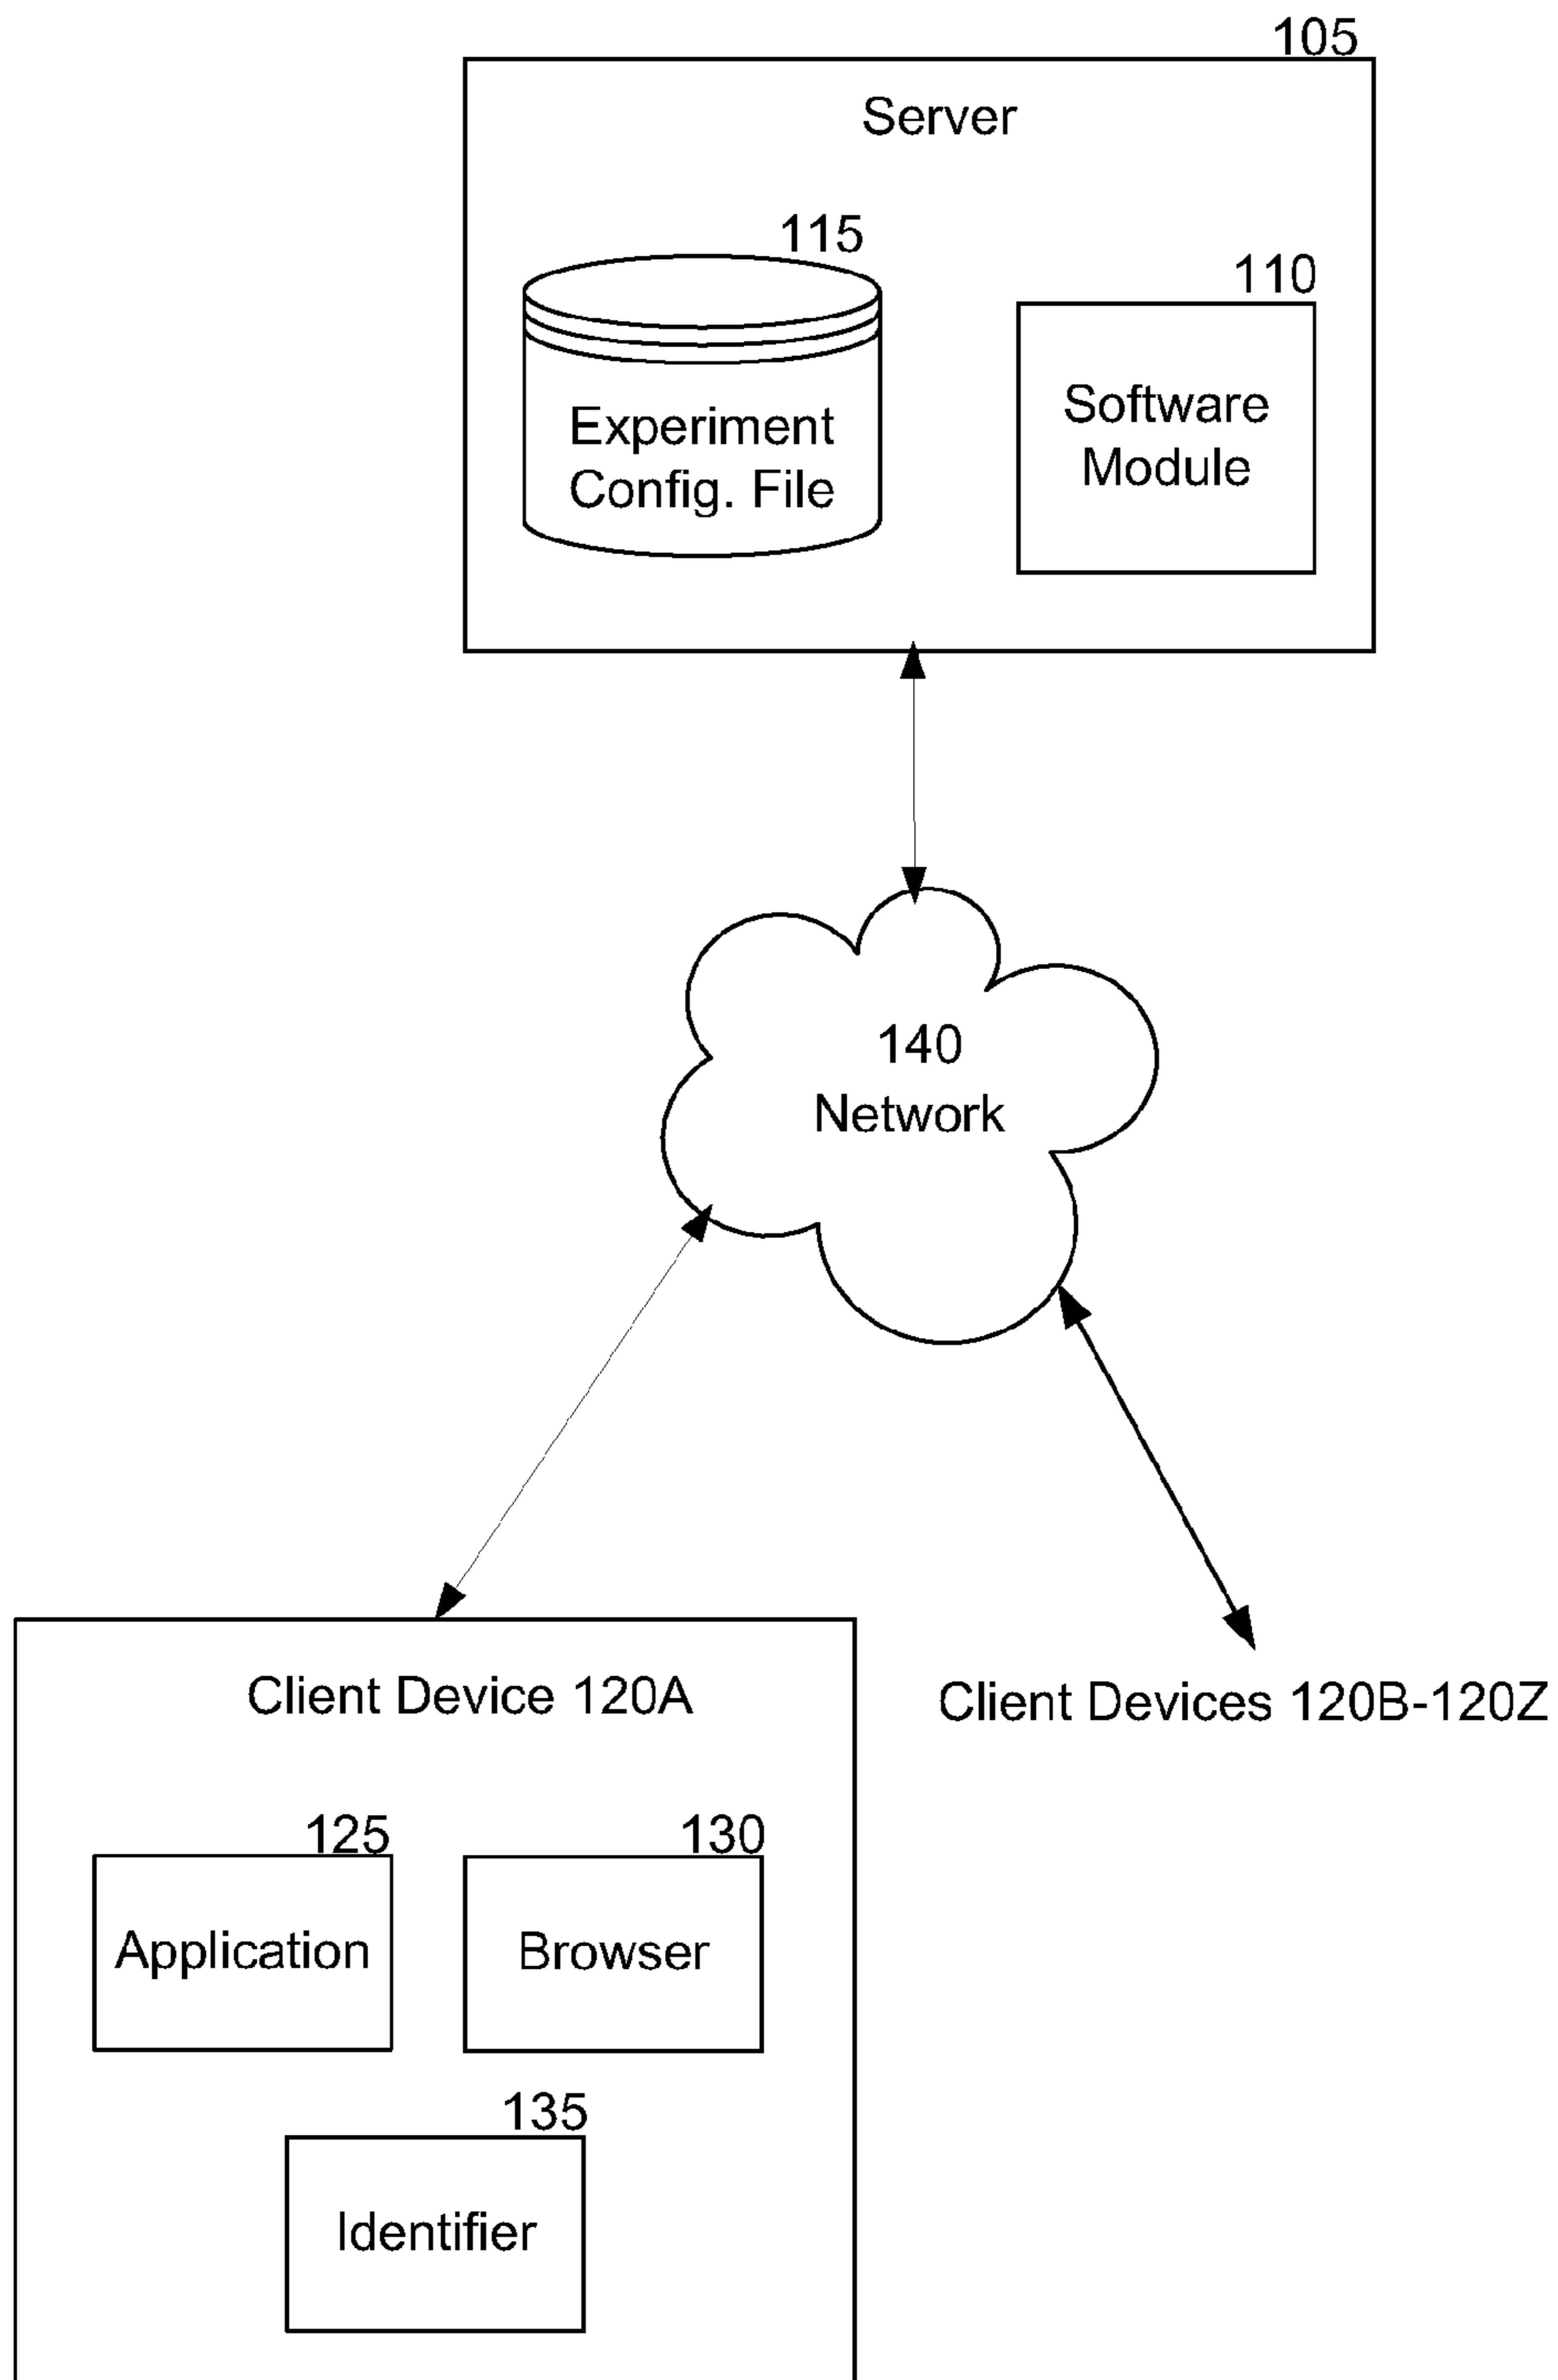 105
Server
115
110
Experiment
Config. File
Software
Module
140
Network
Client Device 120A
Client Devices 120B-120Z
125
130
Application
Browser
135
Identifier